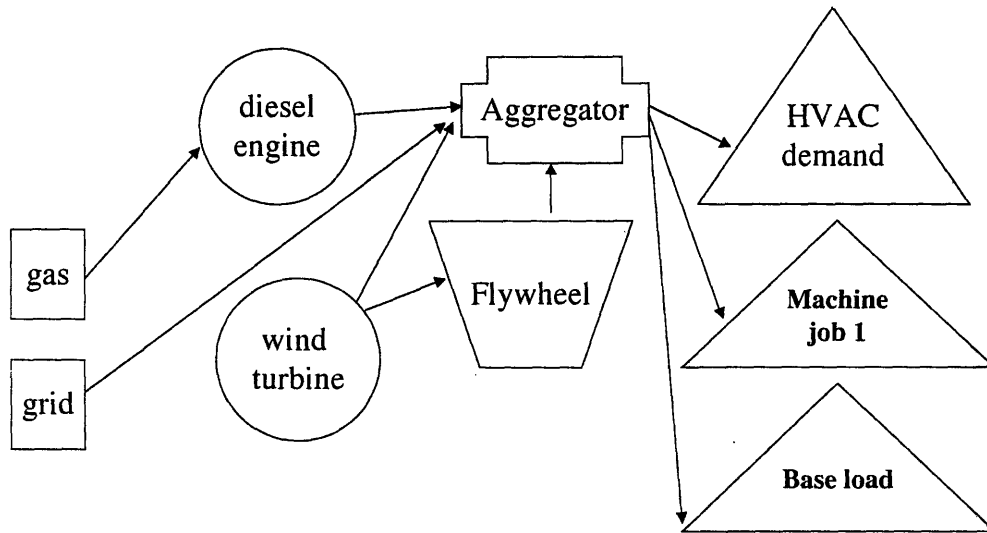 diesel
engine
Aggregator
HVAC
demand
gas
Flywheel
Machine
job 1
wind
turbine
grid
Base load